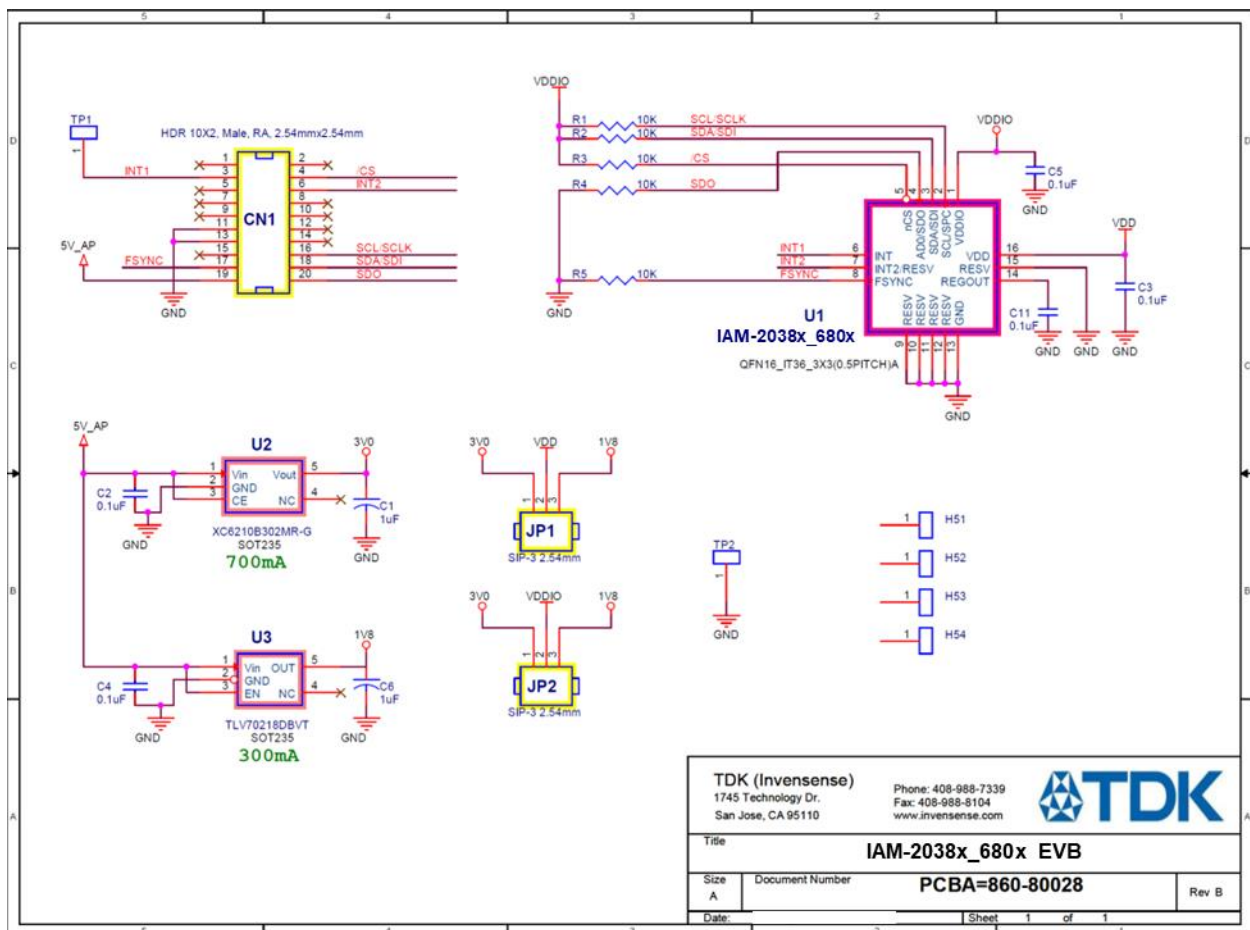 5 4 3 2 1
D
C
B
A
TP1
1
HDR 10X2, Male, RA, 2.54mmx2.54mm
INT1
5V_AP
FSYNC
GND
CN1
1 2
3 4
5 6
7 8
9 10
11 12
13 14
15 16
17 18
19 20
/CS
INT2
SCL/SCLK
SDA/SDI
SDO
VDDIO
R1 10K SCL/SCLK
R2 10K SDA/SDI
R3 10K /CS
R4 10K SDO
R5 10K
GND
VDDIO
C5
0.1uF
GND
VDD
C3
0.1uF
C11
0.1uF
GND GND GND
5 4 3 2 1
nCS
AD0/SDO
SDA/SDI
SCL/SPC
VDDIO
INT1 6 INT
INT2 7 INT2/RESV
FSYNC 8 FSYNC
VDD 16
RESV 15
REGOUT 14
RESV
RESV
RESV
RESV
GND
9 10 11 12 13
U1
IAM-2038x_680x
QFN16_IT36_3X3(0.5PITCH)A
GND
5V_AP
U2
1 Vin Vout 5
2 GND
3 CE NC 4
C2
0.1uF
GND
XC6210B302MR-G
SOT235
700mA
3V0
C1
1uF
GND
U3
1 Vin OUT 5
2 GND
3 EN NC 4
C4
0.1uF
GND
TLV70218DBVT
SOT235
300mA
1V8
C6
1uF
GND
3V0 VDD 1V8
1 2 3
JP1
SIP-3 2.54mm
3V0 VDDIO 1V8
1 2 3
JP2
SIP-3 2.54mm
TP2
1
GND
1 H51
1 H52
1 H53
1 H54
TDK (Invensense)
1745 Technology Dr.
San Jose, CA 95110
Phone: 408-988-7339
Fax: 408-988-8104
www.invensense.com
TDK
Title
IAM-2038x_680x EVB
Size
A
Document Number
PCBA=860-80028
Rev B
Date:
Sheet 1 of 1